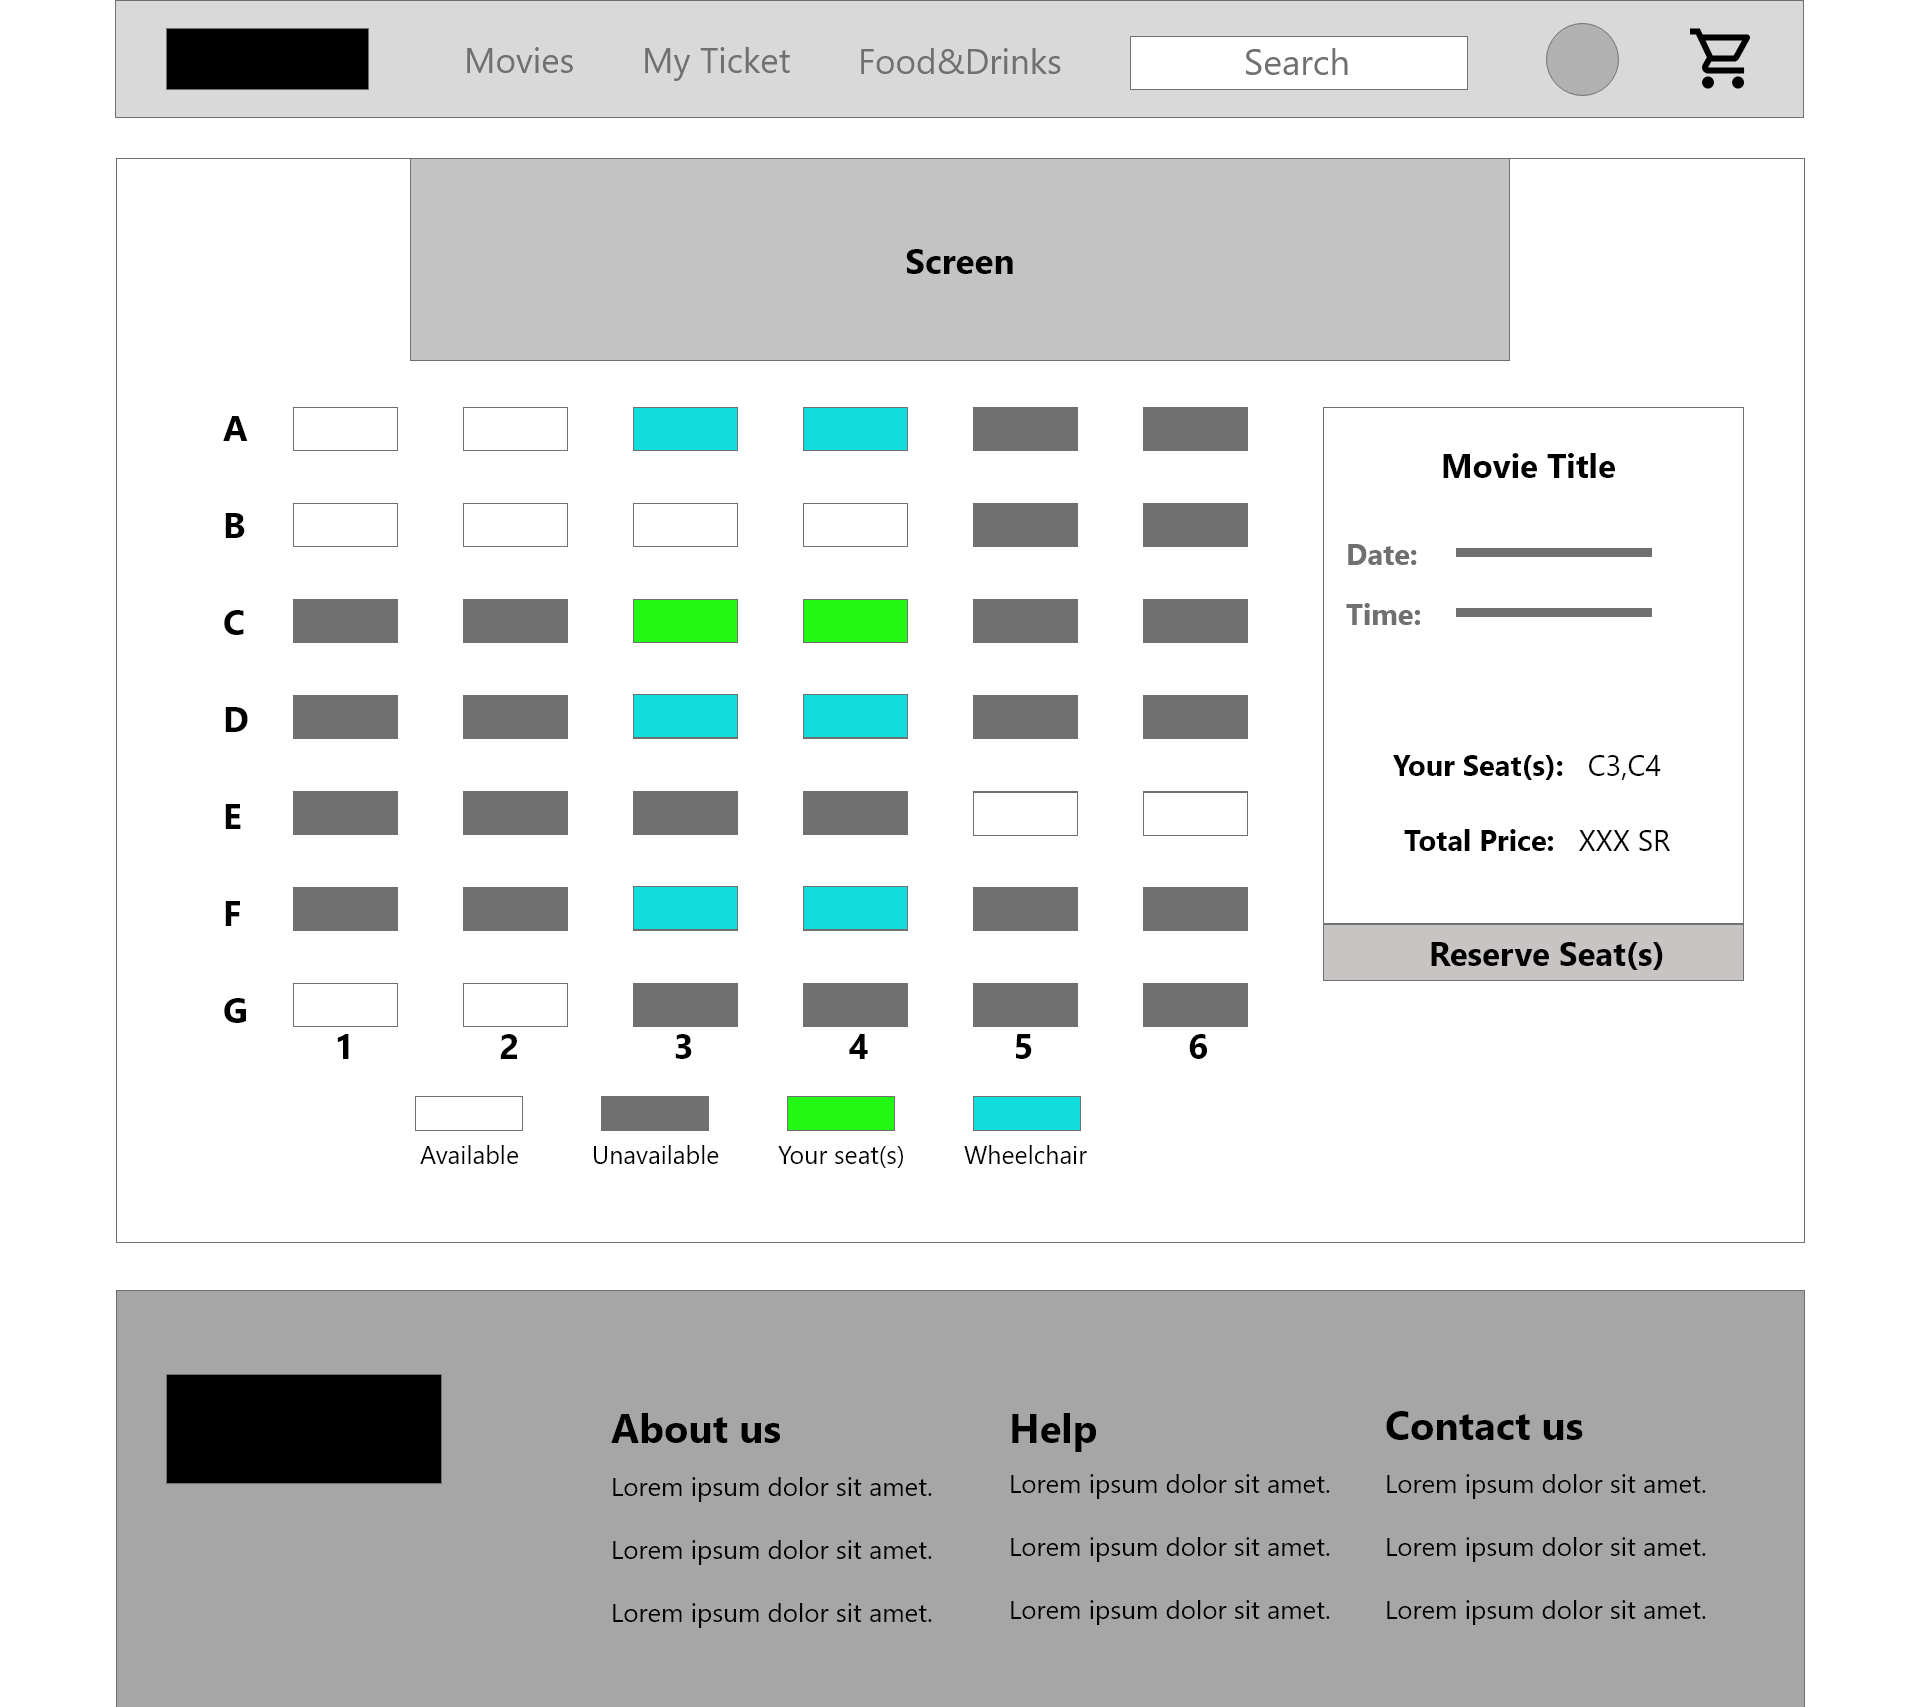 Movies My Ticket Food&Drinks Search
Screen
A
B
C
D
E
F
G
1 2 3 4 5 6
Available Unavailable Your seat(s) Wheelchair
Movie Title
Date:
Time:
Your Seat(s): C3,C4
Total Price: XXX SR
Reserve Seat(s)
About us
Lorem ipsum dolor sit amet.
Lorem ipsum dolor sit amet.
Lorem ipsum dolor sit amet.
Help
Lorem ipsum dolor sit amet.
Lorem ipsum dolor sit amet.
Lorem ipsum dolor sit amet.
Contact us
Lorem ipsum dolor sit amet.
Lorem ipsum dolor sit amet.
Lorem ipsum dolor sit amet.